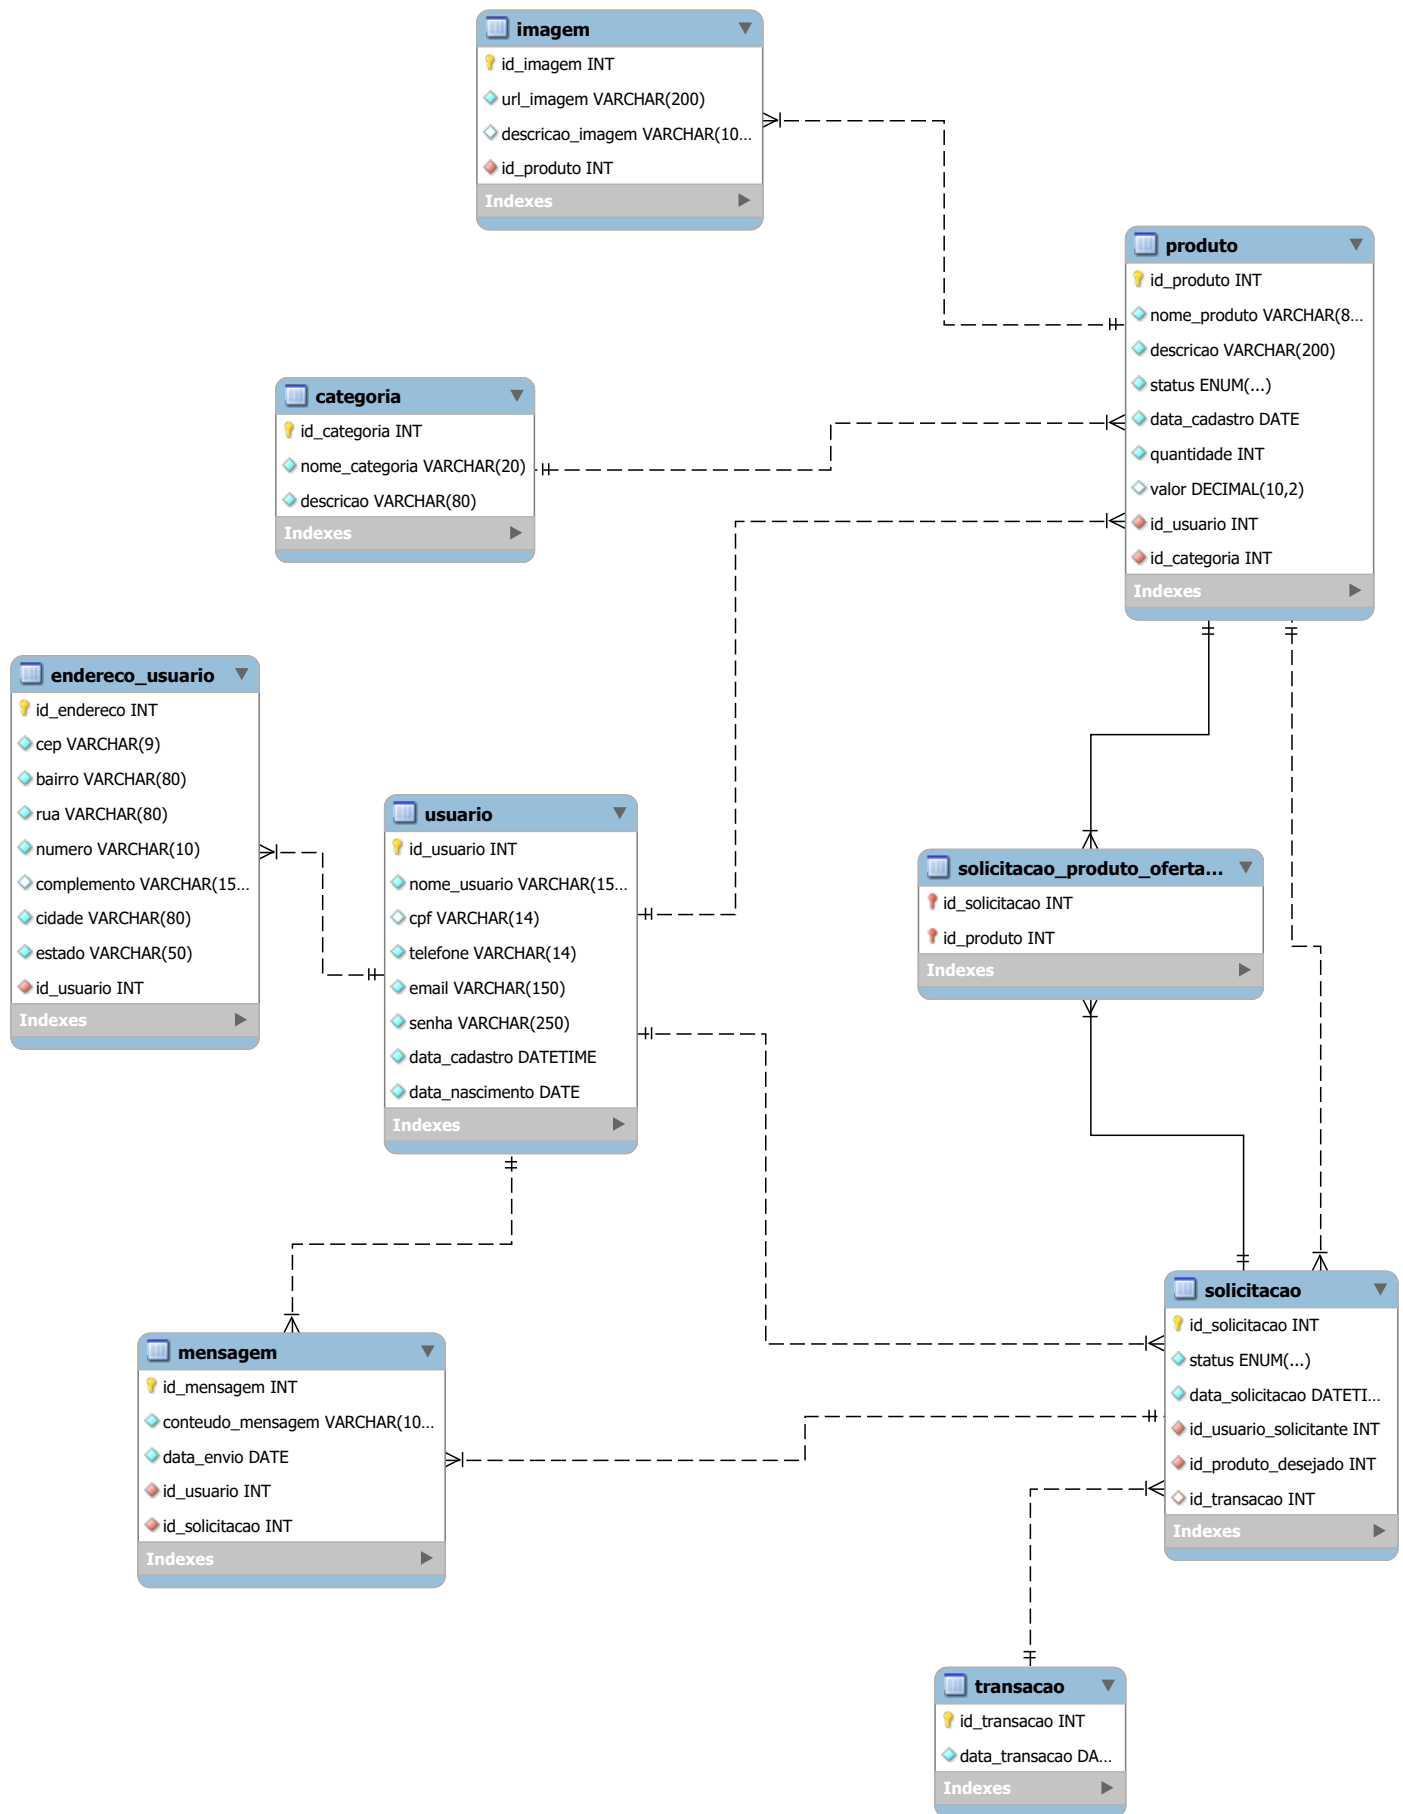 imagem
id_imagem INT
url_imagem VARCHAR(200)
descricao_imagem VARCHAR(10...
id_produto INT
Indexes
produto
id_produto INT
nome_produto VARCHAR(8...
descricao VARCHAR(200)
status ENUM(...)
data_cadastro DATE
quantidade INT
valor DECIMAL(10,2)
id_usuario INT
id_categoria INT
Indexes
categoria
id_categoria INT
nome_categoria VARCHAR(20)
descricao VARCHAR(80)
Indexes
endereco_usuario
id_endereco INT
cep VARCHAR(9)
bairro VARCHAR(80)
rua VARCHAR(80)
numero VARCHAR(10)
complemento VARCHAR(15...
cidade VARCHAR(80)
estado VARCHAR(50)
id_usuario INT
Indexes
usuario
id_usuario INT
nome_usuario VARCHAR(15...
cpf VARCHAR(14)
telefone VARCHAR(14)
email VARCHAR(150)
senha VARCHAR(250)
data_cadastro DATETIME
data_nascimento DATE
Indexes
solicitacao_produto_oferta...
id_solicitacao INT
id_produto INT
Indexes
solicitacao
id_solicitacao INT
status ENUM(...)
data_solicitacao DATETI...
id_usuario_solicitante INT
id_produto_desejado INT
id_transacao INT
Indexes
mensagem
id_mensagem INT
conteudo_mensagem VARCHAR(10...
data_envio DATE
id_usuario INT
id_solicitacao INT
Indexes
transacao
id_transacao INT
data_transacao DA...
Indexes